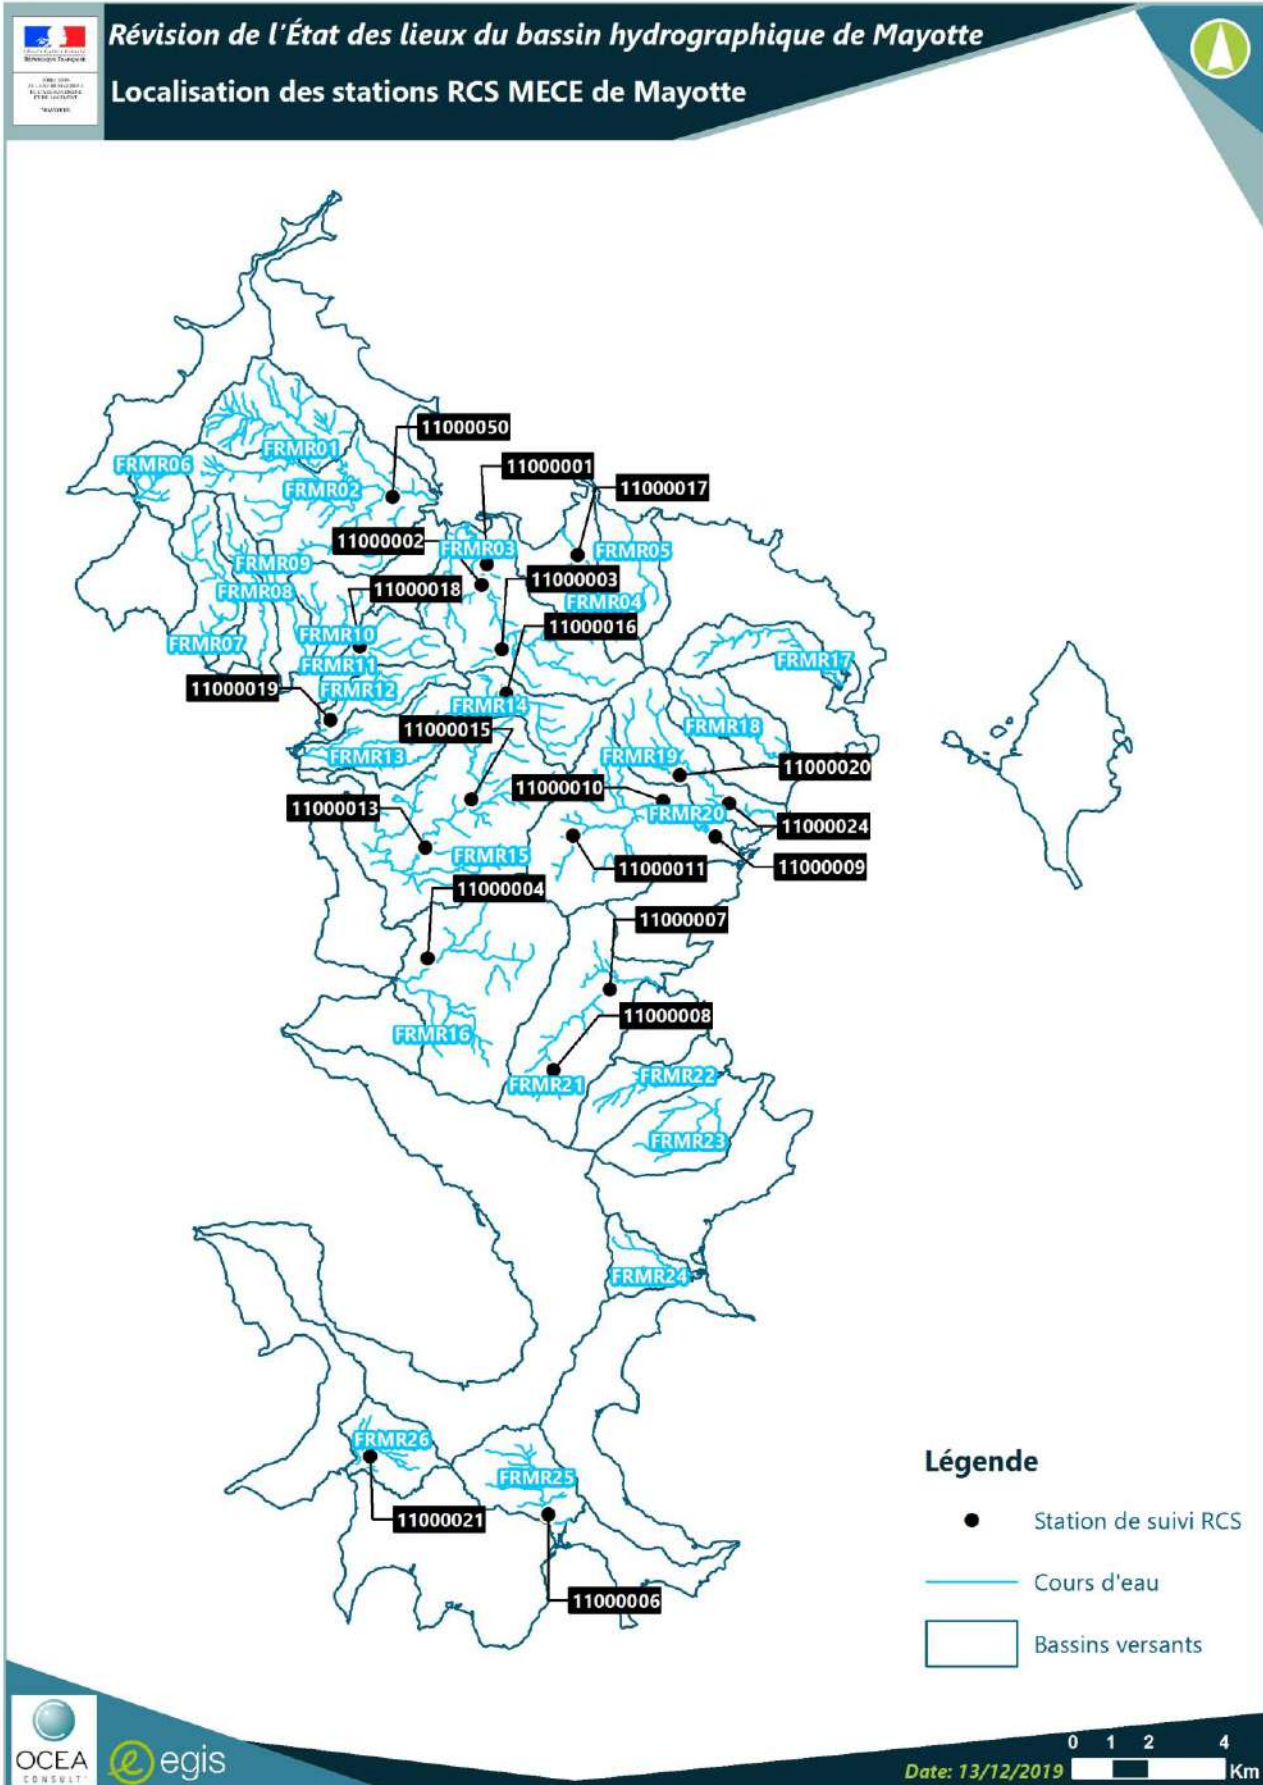 Révision de l'État des lieux du bassin hydrographique de Mayotte
Localisation des stations RCS MECE de Mayotte
11000050
FRMR01
11000001
FRMR06
11000017
FRMR02
11000002
FRMR03
FRMR05
FRMR09
11000003
11000018
FRMR08
FRMR04
11000016
FRMR10
FRMR07
FRMR11
FRMR17
11000019
FRMR12
FRMR14
FRMR18
11000015
FRMR13
FRMR19
11000020
11000010
11000013
FRMR20
11000024
FRMR15
11000011
11000009
11000004
11000007
11000008
FRMR16
FRMR22
FRMR21
FRMR23
FRMR24
FRMR26
FRMR25
11000021
11000006
Légende
Station de suivi RCS
Cours d'eau
Bassins versants
OCEA
CONSULT'
egis
0 1 2 4
Km
Date: 13/12/2019